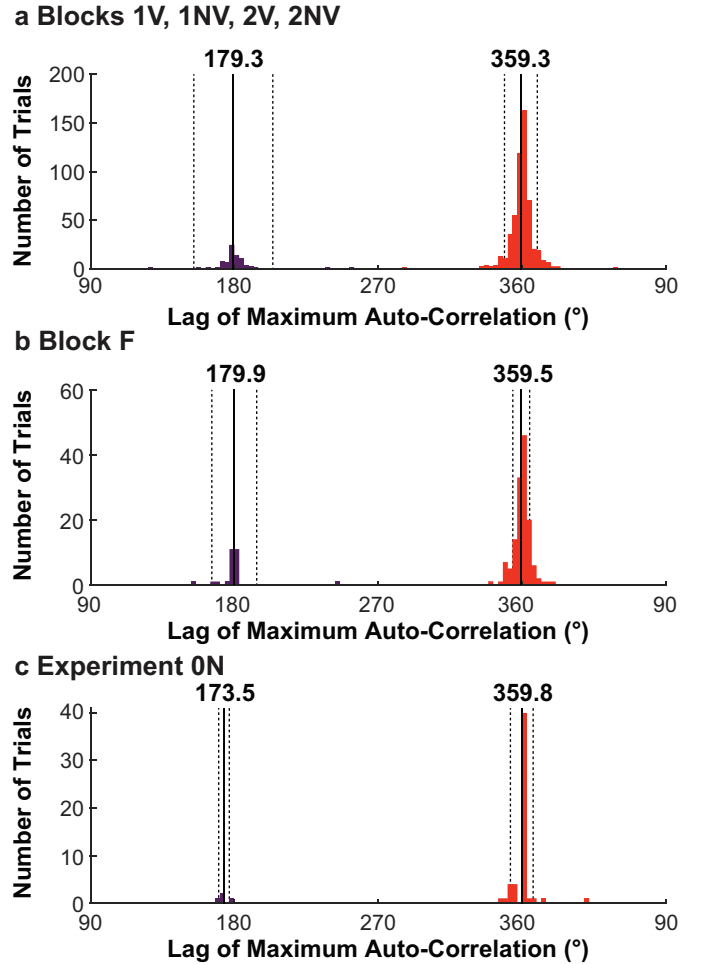 a Blocks 1V, 1NV, 2V, 2NV
179.3 359.3
Number of Trials
200
150
100
50
0
90 180 270 360 90
Lag of Maximum Auto-Correlation (°)
b Block F
179.9 359.5
Number of Trials
60
40
20
0
90 180 270 360 90
Lag of Maximum Auto-Correlation (°)
c Experiment 0N
173.5 359.8
Number of Trials
40
30
20
10
0
90 180 270 360 90
Lag of Maximum Auto-Correlation (°)